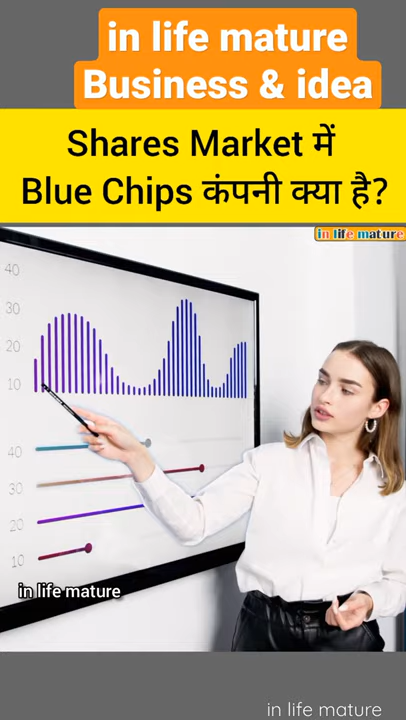 in life mature
Business & idea
Shares Market में
Blue Chips कंपनी क्या है?
in life mature
40
30
20
10
40
30
20
10
in life mature
in life mature